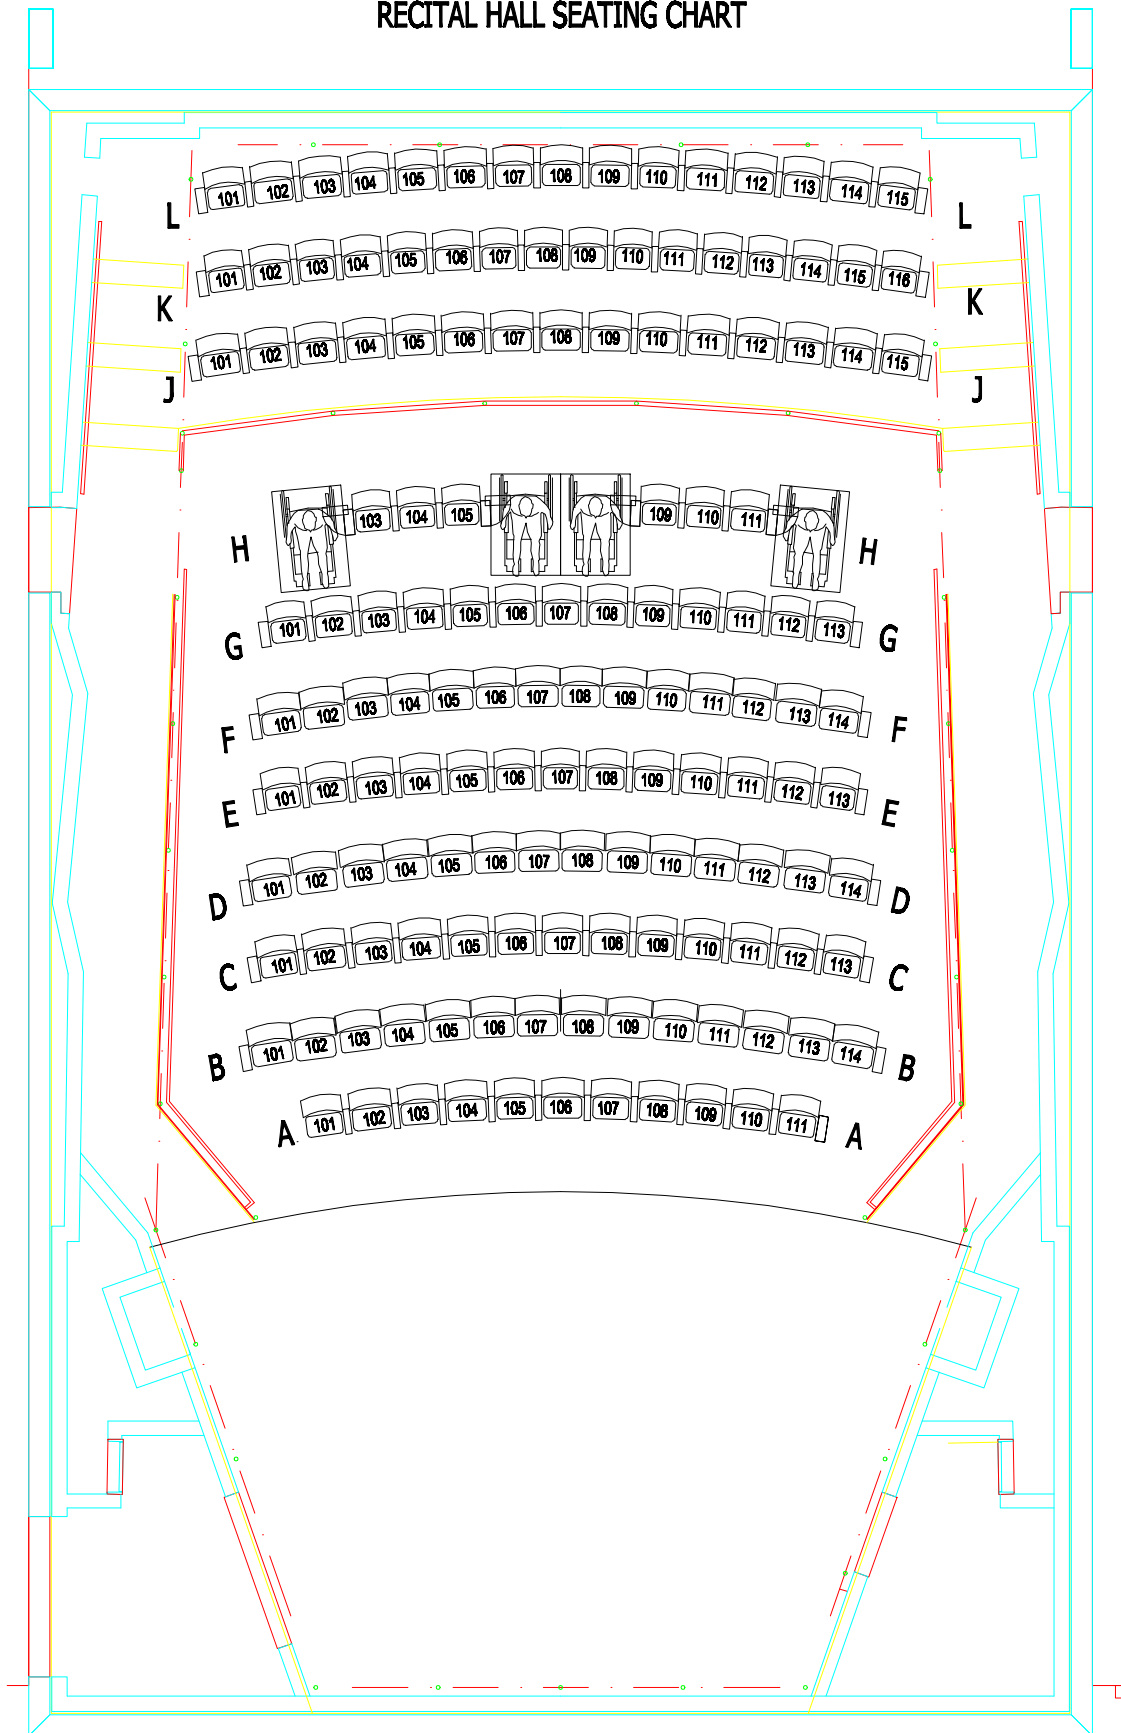 RECITAL HALL SEATING CHART
L 101 102 103 104 105 106 107 108 109 110 111 112 113 114 115 L
K 101 102 103 104 105 106 107 108 109 110 111 112 113 114 115 116 K
J 101 102 103 104 105 106 107 108 109 110 111 112 113 114 115 J
H 103 104 105 109 110 111 H
G 101 102 103 104 105 106 107 108 109 110 111 112 113 G
F 101 102 103 104 105 106 107 108 109 110 111 112 113 114 F
E 101 102 103 104 105 106 107 108 109 110 111 112 113 E
D 101 102 103 104 105 106 107 108 109 110 111 112 113 114 D
C 101 102 103 104 105 106 107 108 109 110 111 112 113 C
B 101 102 103 104 105 106 107 108 109 110 111 112 113 114 B
A 101 102 103 104 105 106 107 108 109 110 111 A